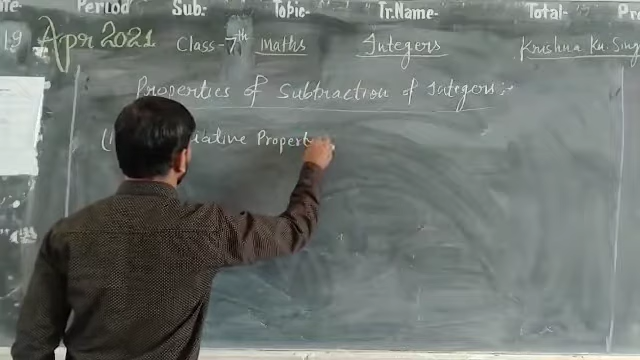 Period Sub:- Topic- Tr.Name- Total-
19 Apr 2021 Class-7th Maths Integers Krishna Ku. Sing
Properties of Subtraction of Integers:-
(1